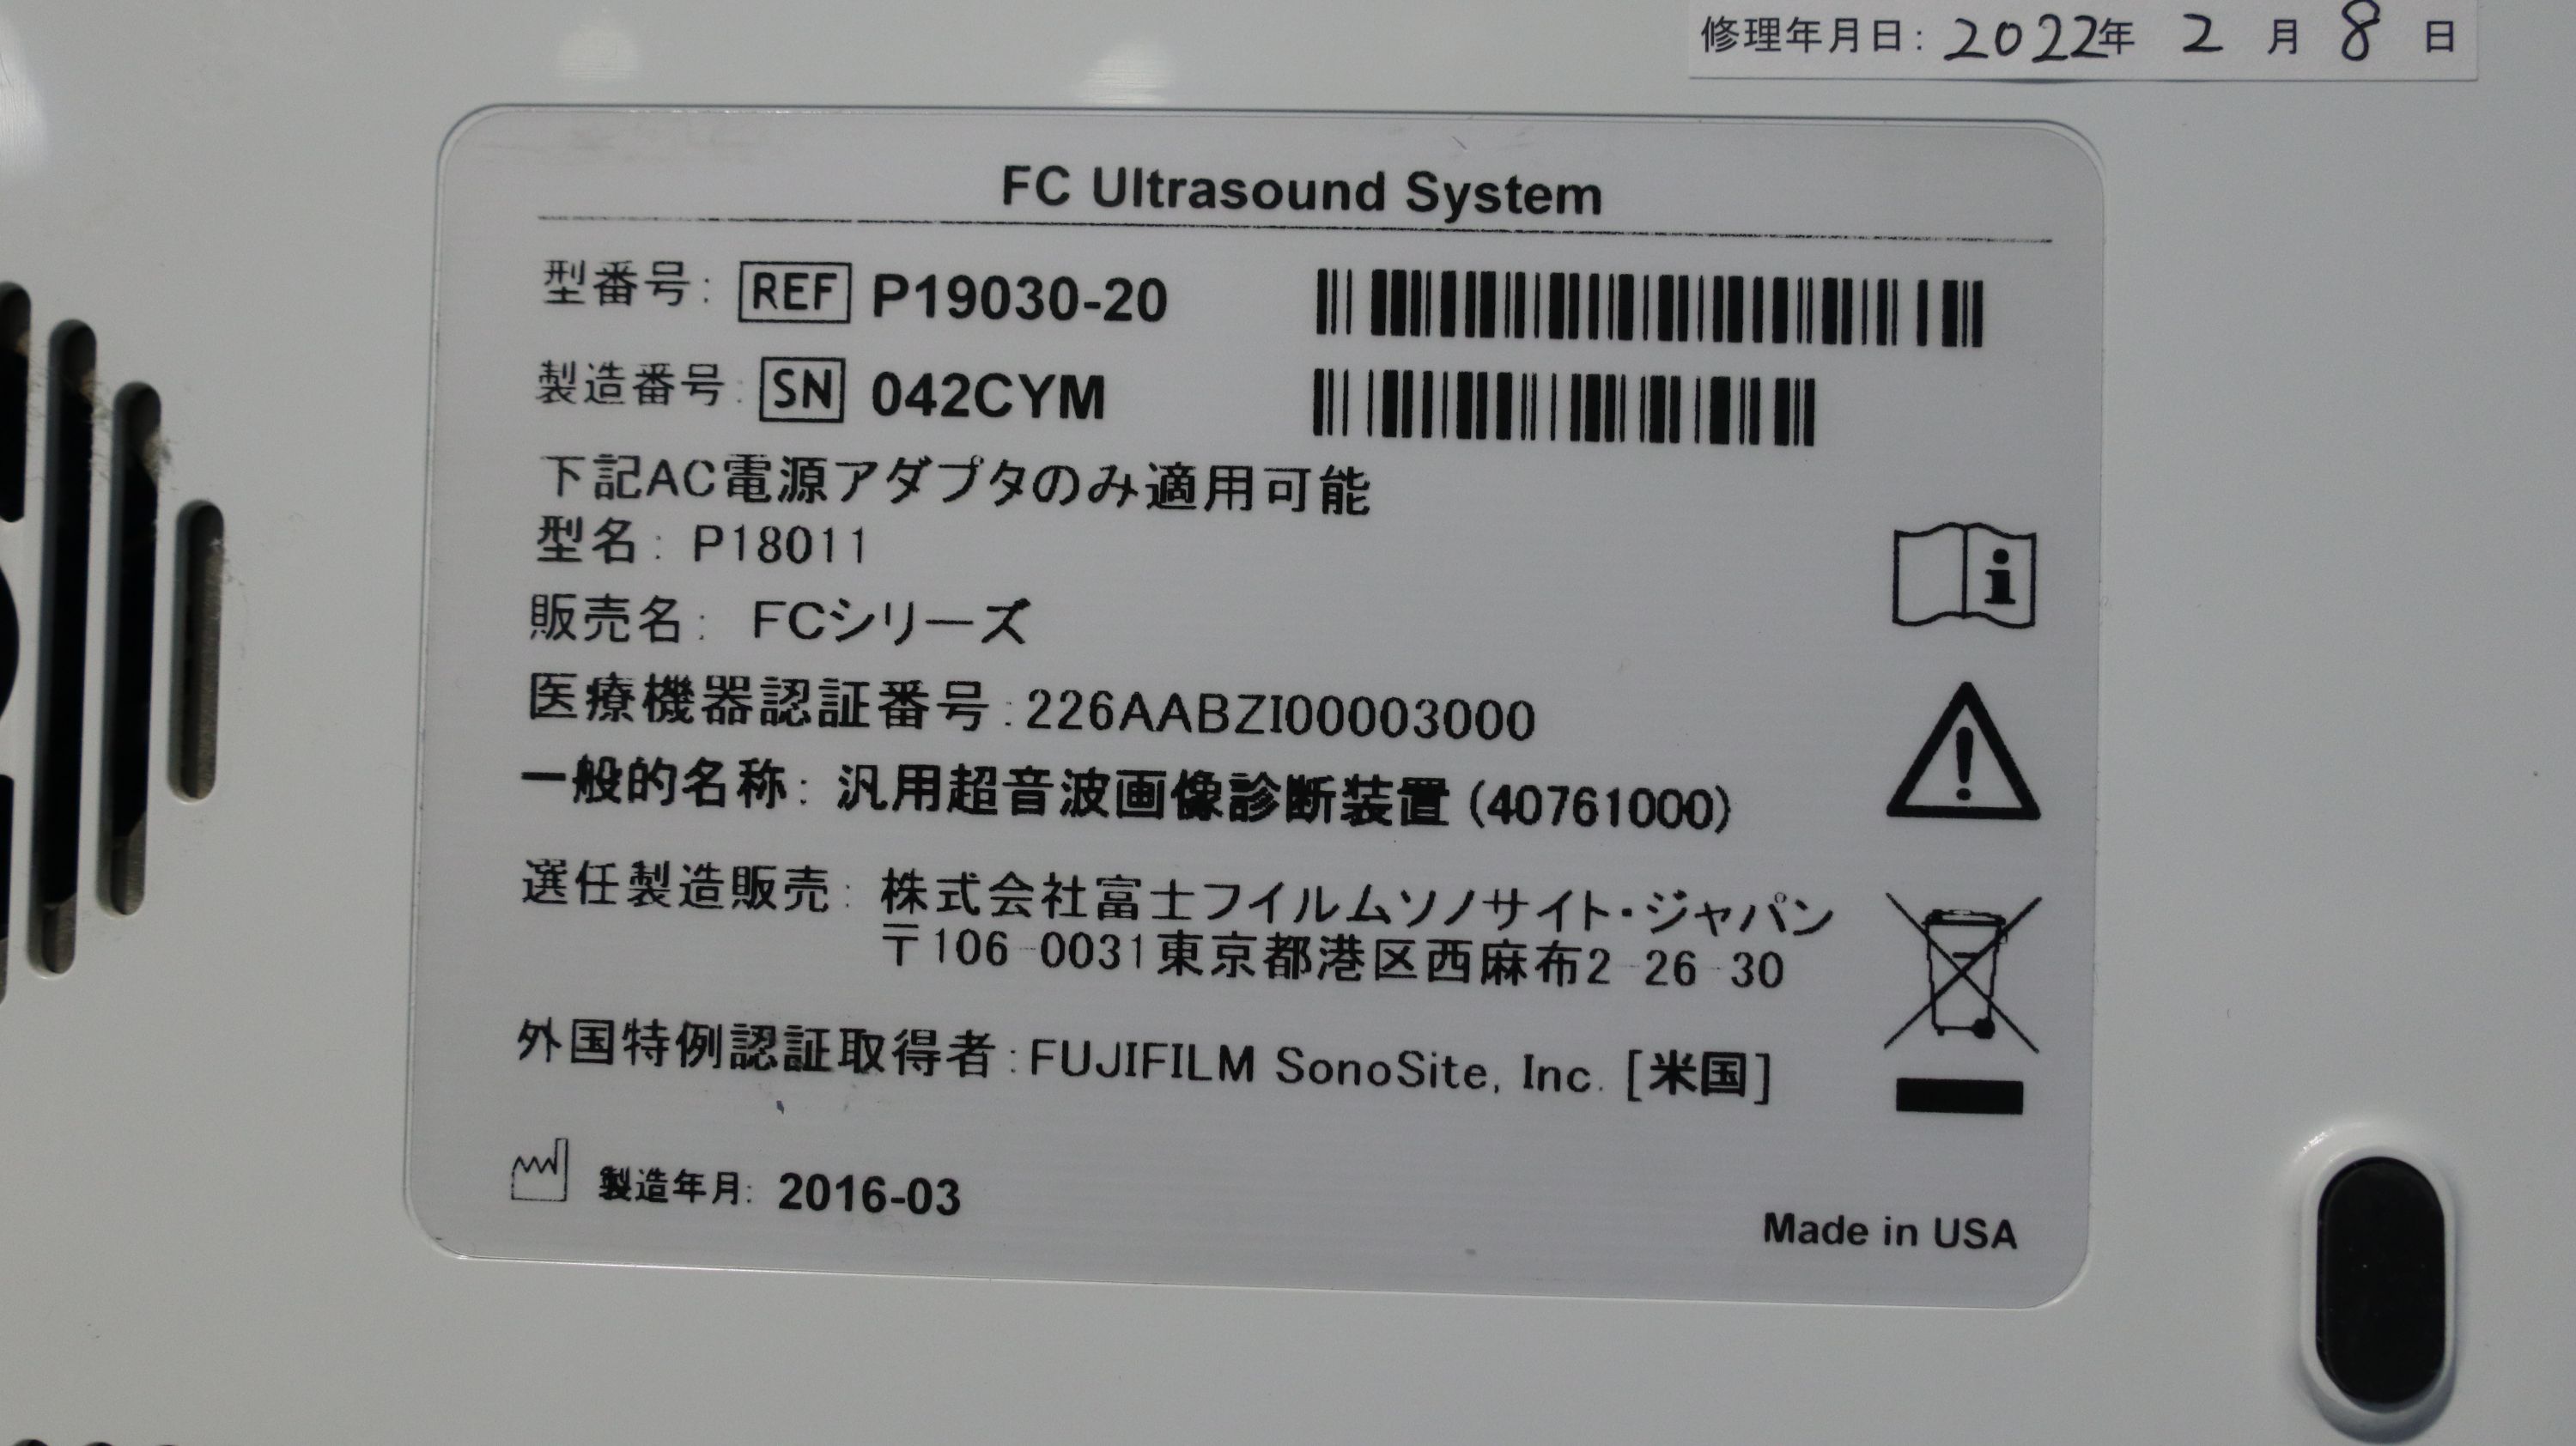 修理年月日: 2022年 2 月 8 日
FC Ultrasound System
型番号: REF P19030-20
製造番号: SN 042CYM
下記AC電源アダプタのみ適用可能
型名: P18011
販売名: FCシリーズ
医療機器認証番号:226AABZI00003000
一般的名称: 汎用超音波画像診断装置 (40761000)
選任製造販売: 株式会社富士フイルムソノサイト・ジャパン
〒106-0031東京都港区西麻布2-26-30
外国特例認証取得者:FUJIFILM SonoSite, Inc. [米国]
製造年月: 2016-03
Made in USA